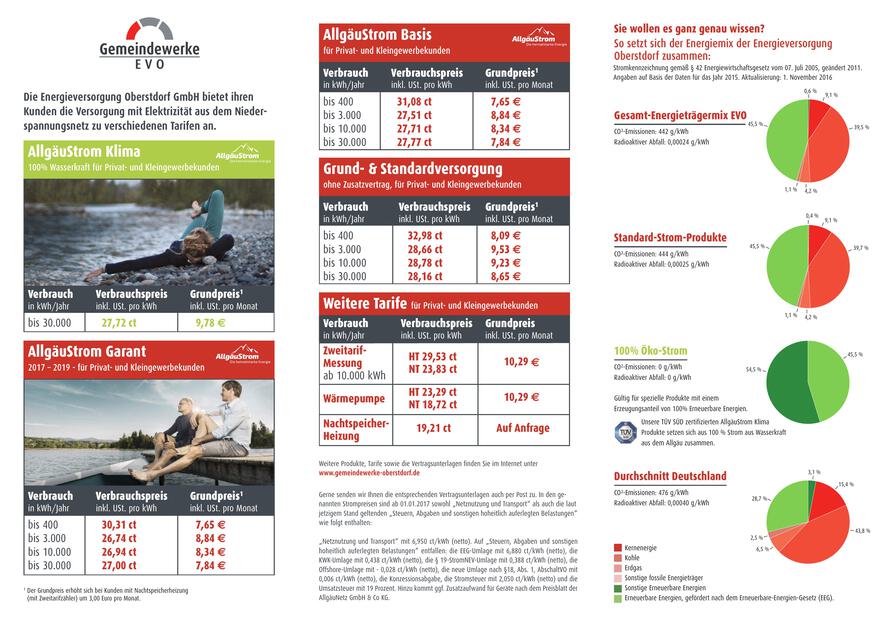 Gemeindewerke
EVO
Die Energieversorgung Oberstdorf GmbH bietet ihren
Kunden die Versorgung mit Elektrizität aus dem Nieder-
spannungsnetz zu verschiedenen Tarifen an.
AllgäuStrom Klima
100% Wasserkraft für Privat- und Kleingewerbekunden
AllgäuStrom
Die Heimatstarke Energie
Verbrauch Verbrauchspreis Grundpreis¹
in kWh/Jahr inkl. USt. pro kWh inkl. USt. pro Monat
bis 30.000 27,72 ct 9,78 €
AllgäuStrom Garant
2017 – 2019 - für Privat- und Kleingewerbekunden
AllgäuStrom
Die Heimatstarke Energie
Verbrauch Verbrauchspreis Grundpreis¹
in kWh/Jahr inkl. USt. pro kWh inkl. USt. pro Monat
bis 400 30,31 ct 7,65 €
bis 3.000 26,74 ct 8,84 €
bis 10.000 26,94 ct 8,34 €
bis 30.000 27,00 ct 7,84 €
¹ Der Grundpreis erhöht sich bei Kunden mit Nachtspeicherheizung
(mit Zweitarifzähler) um 3,00 Euro pro Monat.
AllgäuStrom Basis
für Privat- und Kleingewerbekunden
AllgäuStrom
Die Heimatstarke Energie
Verbrauch Verbrauchspreis Grundpreis¹
in kWh/Jahr inkl. USt. pro kWh inkl. USt. pro Monat
bis 400 31,08 ct 7,65 €
bis 3.000 27,51 ct 8,84 €
bis 10.000 27,71 ct 8,34 €
bis 30.000 27,77 ct 7,84 €
Grund- & Standardversorgung
ohne Zusatzvertrag, für Privat- und Kleingewerbekunden
Verbrauch Verbrauchspreis Grundpreis¹
in kWh/Jahr inkl. USt. pro kWh inkl. USt. pro Monat
bis 400 32,98 ct 8,09 €
bis 3.000 28,66 ct 9,53 €
bis 10.000 28,78 ct 9,23 €
bis 30.000 28,16 ct 8,65 €
Weitere Tarife für Privat- und Kleingewerbekunden
Verbrauch Verbrauchspreis Grundpreis
in kWh/Jahr inkl. USt. pro kWh inkl. USt. pro Monat
Zweitarif-
Messung
ab 10.000 kWh
HT 29,53 ct
NT 23,83 ct
10,29 €
Wärmepumpe
HT 23,29 ct
NT 18,72 ct
10,29 €
Nachtspeicher-
Heizung
19,21 ct
Auf Anfrage
Weitere Produkte, Tarife sowie die Vertragsunterlagen finden Sie im Internet unter
www.gemeindewerke-oberstdorf.de
Gerne senden wir Ihnen die entsprechenden Vertragsunterlagen auch per Post zu. In den ge-
nannten Strompreisen sind ab 01.01.2017 sowohl „Netznutzung und Transport“ als auch die laut
jetzigem Stand geltenden „Steuern, Abgaben und sonstigen hoheitlich auferlegten Belastungen“
wie folgt enthalten:
„Netznutzung und Transport“ mit 6,950 ct/kWh (netto). Auf „Steuern, Abgaben und sonstigen
hoheitlich auferlegten Belastungen“ entfallen: die EEG-Umlage mit 6,880 ct/kWh (netto), die
KWK-Umlage mit 0,438 ct/kWh (netto), die § 19-StromNEV-Umlage mit 0,388 ct/kWh (netto), die
Offshore-Umlage mit - 0,028 ct/kWh (netto), die neue Umlage nach §18, Abs. 1, AbschaltVO mit
0,006 ct/kWh (netto), die Konzessionsabgabe, die Stromsteuer mit 2,050 ct/kWh (netto) und die
Umsatzsteuer mit 19 Prozent. Hinzu kommt ggf. Zusatzaufwand für Geräte nach dem Preisblatt der
AllgäuNetz GmbH & Co KG.
Sie wollen es ganz genau wissen?
So setzt sich der Energiemix der Energieversorgung
Oberstdorf zusammen:
Stromkennzeichnung gemäß § 42 Energiewirtschaftsgesetz vom 07. Juli 2005, geändert 2011.
Angaben auf Basis der Daten für das Jahr 2015. Aktualisierung: 1. November 2016
Gesamt-Energieträgermix EVO
CO²-Emissionen: 442 g/kWh
Radioaktiver Abfall: 0,00024 g/kWh
0,6 %
9,1 %
45,5 %
39,5 %
1,1 %
4,2 %
Standard-Strom-Produkte
CO²-Emissionen: 444 g/kWh
Radioaktiver Abfall: 0,00025 g/kWh
0,4 %
9,1 %
45,5 %
39,7 %
1,1 %
4,2 %
100% Öko-Strom
CO²-Emissionen: 0 g/kWh
Radioaktiver Abfall: 0 g/kWh
45,5 %
54,5 %
Gültig für spezielle Produkte mit einem
Erzeugungsanteil von 100% Erneuerbare Energien.
TÜV
Unsere TÜV SÜD zertifizierten AllgäuStrom Klima
Produkte setzen sich aus 100 % Strom aus Wasserkraft
aus dem Allgäu zusammen.
Durchschnitt Deutschland
CO²-Emissionen: 476 g/kWh
Radioaktiver Abfall: 0,00040 g/kWh
3,1 %
15,4 %
28,7 %
43,8 %
2,5 %
6,5 %
Kernenergie
Kohle
Erdgas
Sonstige fossile Energieträger
Sonstige Erneuerbare Energien
Erneuerbare Energien, gefördert nach dem Erneuerbare-Energien-Gesetz (EEG).